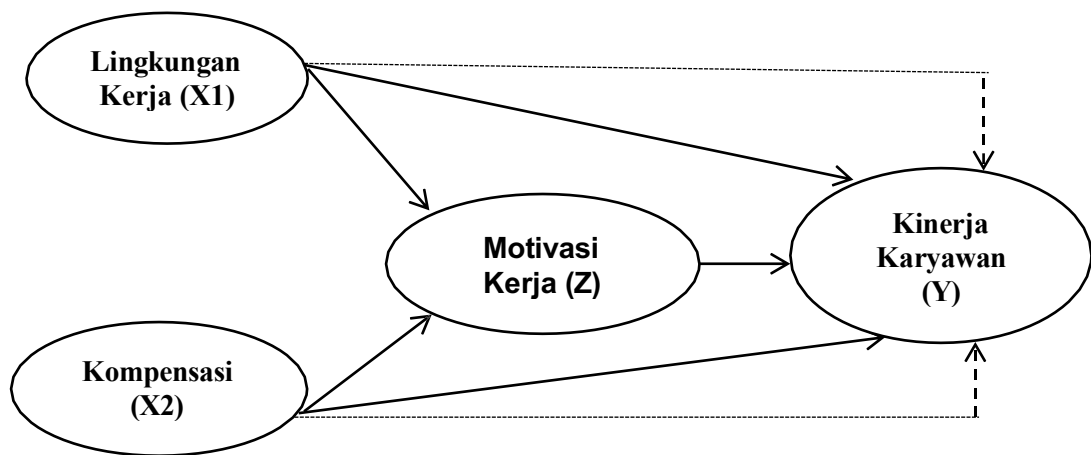 Lingkungan
Kerja (X1)
Motivasi
Kerja (Z)
Kinerja
Karyawan
(Y)
Kompensasi
(X2)